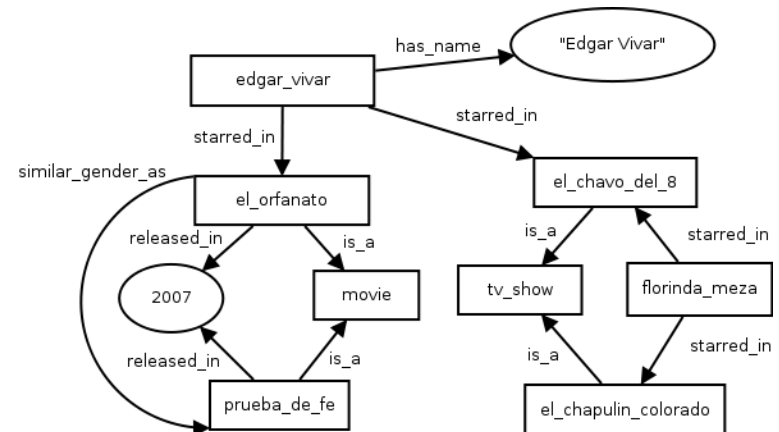 has_name
"Edgar Vivar"
edgar_vivar
starred_in
starred_in
similar_gender_as
el_orfanato
el_chavo_del_8
released_in
is_a
is_a
starred_in
2007
movie
tv_show
florinda_meza
released_in
is_a
is_a
starred_in
prueba_de_fe
el_chapulin_colorado